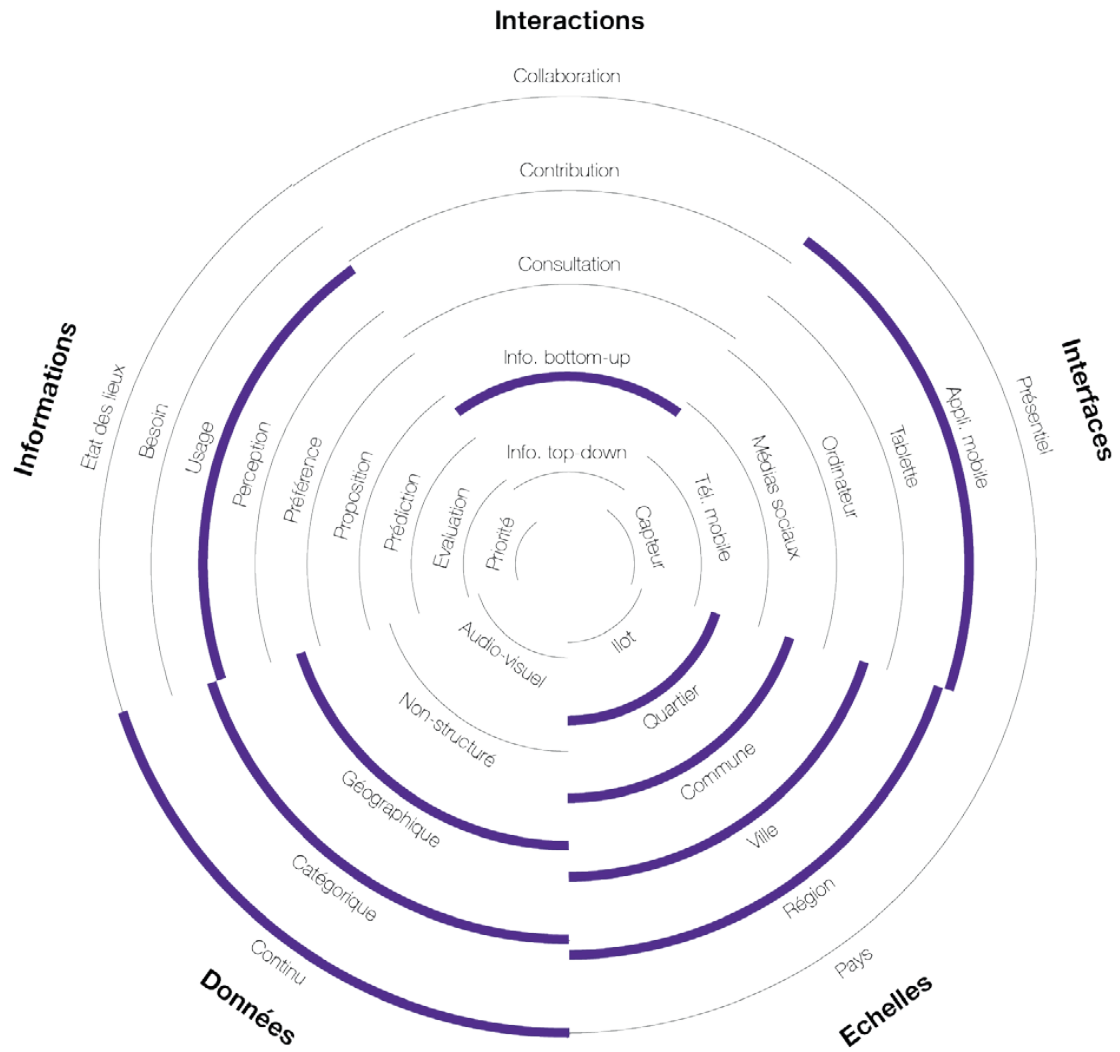 Interactions
Collaboration
Contribution
Consultation
Info. bottom-up
Info. top-down
Informations
Etat des lieux
Besoin
Usage
Perception
Préférence
Proposition
Prédiction
Evaluation
Priorité
Interfaces
Présentiel
Appli. mobile
Tablette
Ordinateur
Médias sociaux
Tél. mobile
Capteur
Audio-visuel
Non-structuré
Géographique
Catégorique
Continu
Données
Ilot
Quartier
Commune
Ville
Région
Pays
Echelles